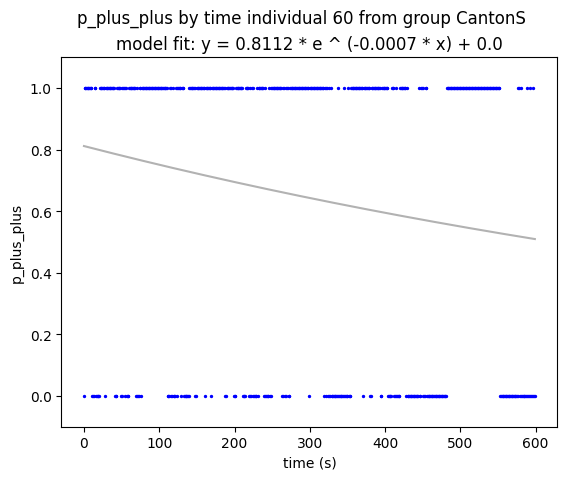 p_plus_plus by time individual 60 from group CantonS
model fit: y = 0.8112 * e ^ (-0.0007 * x) + 0.0
1.0
0.8
0.6
0.4
0.2
0.0
p_plus_plus
0 100 200 300 400 500 600
time (s)